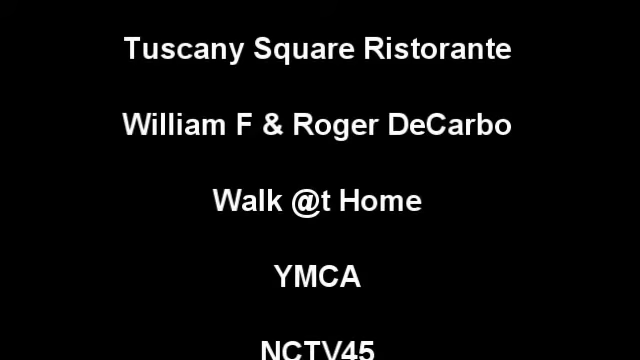 Tuscany Square Ristorante
William F & Roger DeCarbo
Walk @t Home
YMCA
NCTV45